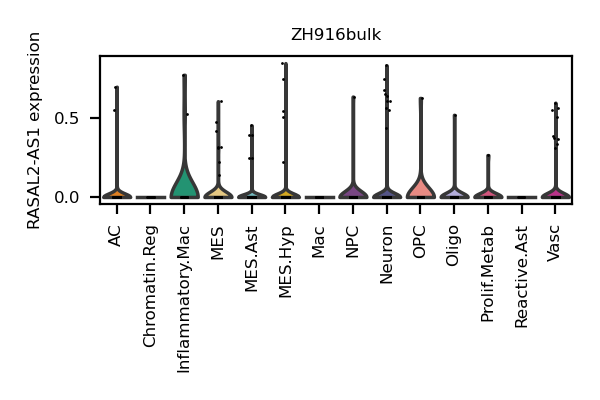 ZH916bulk
RASAL2-AS1 expression
0.5
0.0
AC
Chromatin.Reg
Inflammatory.Mac
MES
MES.Ast
MES.Hyp
Mac
NPC
Neuron
OPC
Oligo
Prolif.Metab
Reactive.Ast
Vasc